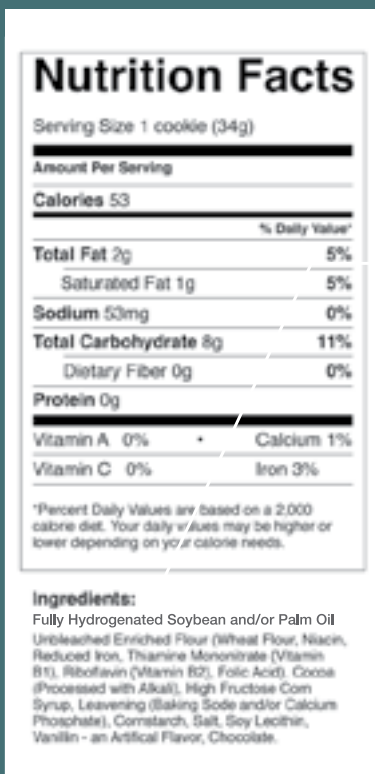 Nutrition Facts
Serving Size 1 cookie (34g)
Amount Per Serving
Calories 53
% Daily Value*
Total Fat 2g 5%
Saturated Fat 1g 5%
Sodium 53mg 0%
Total Carbohydrate 8g 11%
Dietary Fiber 0g 0%
Protein 0g
Vitamin A 0% • Calcium 1%
Vitamin C 0% Iron 3%
*Percent Daily Values are based on a 2,000
calorie diet. Your daily values may be higher or
lower depending on your calorie needs.
Ingredients:
Fully Hydrogenated Soybean and/or Palm Oil
Unbleached Enriched Flour (Wheat Flour, Niacin,
Reduced Iron, Thiamine Mononitrate (Vitamin
B1), Riboflavin (Vitamin B2), Folic Acid). Cocoa
(Processed with Alkali), High Fructose Corn
Syrup, Leavening (Baking Sode and/or Calcium
Phosphate), Cornstarch, Salt, Soy Lecithin,
Vanillin - an Artifical Flavor, Chocolate.